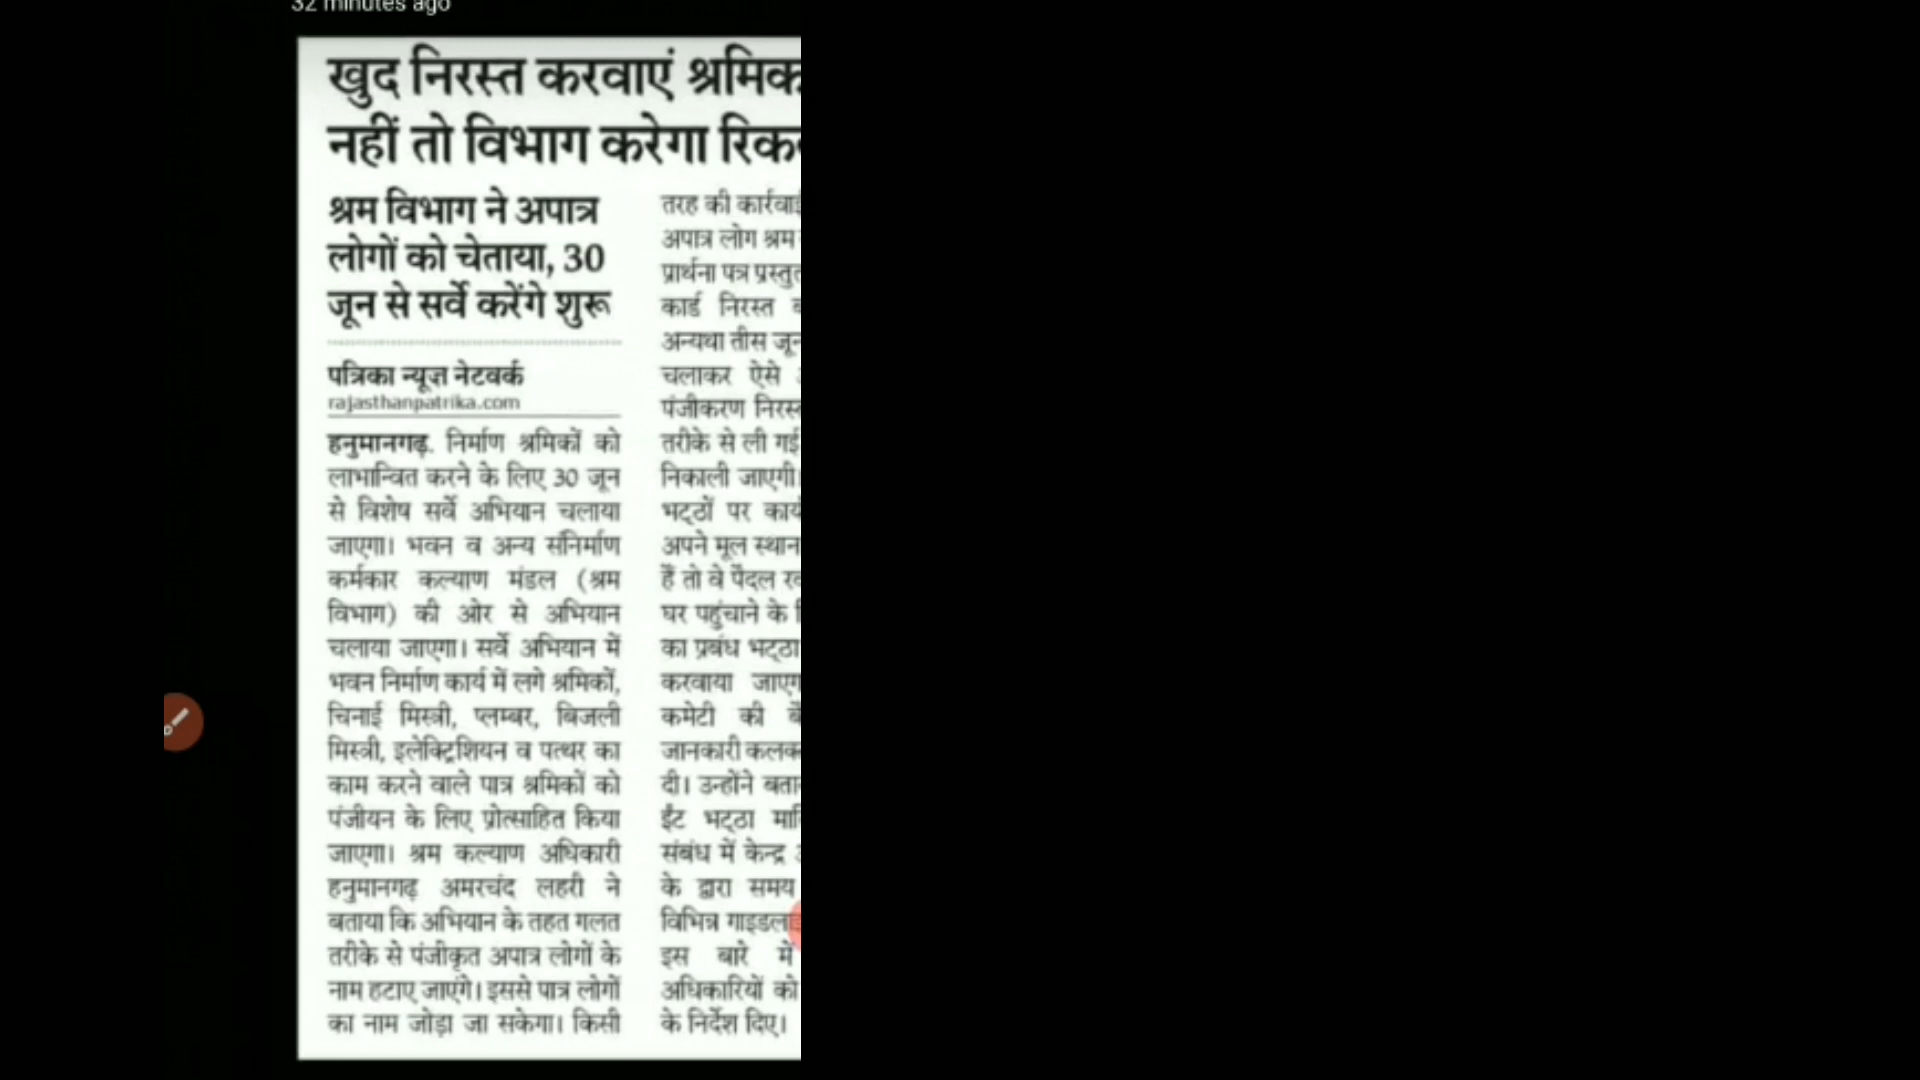 32 minutes ago
खुद निरस्त करवाएं श्रमिक
नहीं तो विभाग करेगा
श्रम विभाग ने अपात्र
लोगों को चेताया, 30
जून से सर्वे करेंगे शुरू
पत्रिका न्यूज़ नेटवर्क
rajasthanpatrika.com
हनुमानगढ़. निर्माण श्रमिकों को
लाभान्वित करने के लिए 30 जून
से विशेष सर्वे अभियान चलाया
जाएगा। भवन व अन्य संनिर्माण
कर्मकार कल्याण मंडल (श्रम
विभाग) की ओर से अभियान
चलाया जाएगा। सर्वे अभियान में
भवन निर्माण कार्य में लगे श्रमिकों,
चिनाई मिस्त्री, प्लम्बर, बिजली
मिस्त्री, इलेक्ट्रिशियन व पत्थर का
काम करने वाले पात्र श्रमिकों को
पंजीयन के लिए प्रोत्साहित किया
जाएगा। श्रम कल्याण अधिकारी
हनुमानगढ़ अमरचंद लहरी ने
बताया कि अभियान के तहत गलत
तरीके से पंजीकृत अपात्र लोगों के
नाम हटाए जाएंगे। इससे पात्र लोगों
का नाम जोड़ा जा सकेगा। किसी
तरह की कार्रवाई
अपात्र लोग श्रम
प्रार्थना पत्र
कार्ड निरस्त
अन्यथा तीस जून
चलाकर ऐसे
पंजीकरण
तरीके से ली गई
निकाली जाएगी।
भट्ठों पर
अपने मूल स्थान
हैं तो वे पैदल
घर पहुंचाने के
का प्रबंध भट्ठा
करवाया
कमेटी की
जानकारी
दी। उन्होंने
ईंट भट्ठा
संबंध में केन्द्र
के द्वारा समय
विभिन्न
इस बारे में
अधिकारियों को
के निर्देश दिए।